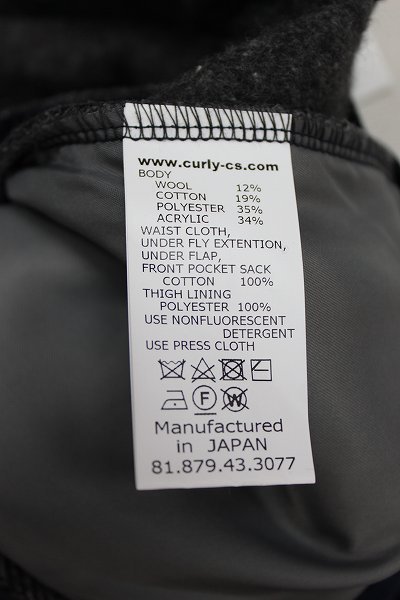 www.curly-cs.com
BODY
WOOL 12%
COTTON 19%
POLYESTER 35%
ACRYLIC 34%
WAIST CLOTH,
UNDER FLY EXTENTION,
UNDER FLAP,
FRONT POCKET SACK
COTTON 100%
THIGH LINING
POLYESTER 100%
USE NONFLUORESCENT
DETERGENT
USE PRESS CLOTH
F W
Manufactured
in JAPAN
81.879.43.3077